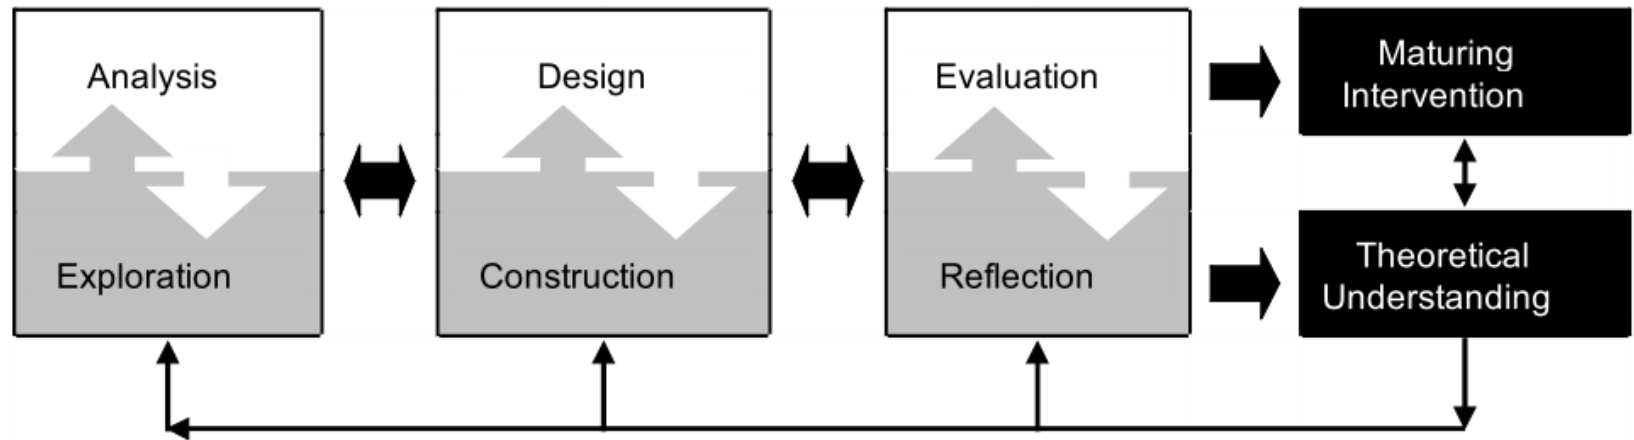 Analysis
Exploration
Design
Construction
Evaluation
Reflection
Maturing
Intervention
Theoretical
Understanding